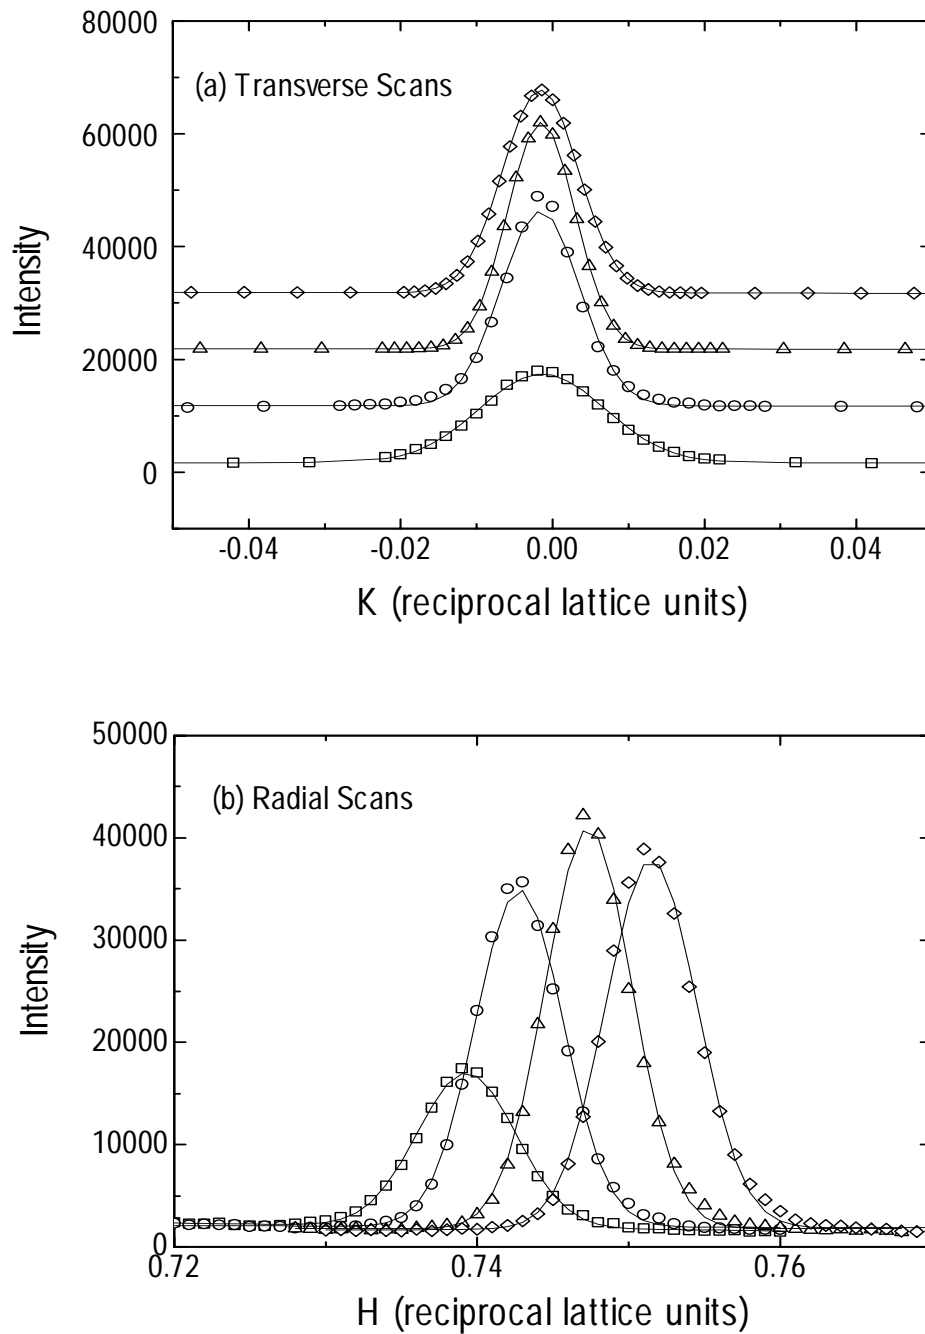 80000
(a) Transverse Scans
60000
40000
20000
0
Intensity
-0.04 -0.02 0.00 0.02 0.04
K (reciprocal lattice units)
50000
(b) Radial Scans
40000
30000
20000
10000
0
Intensity
0.72 0.74 0.76
H (reciprocal lattice units)